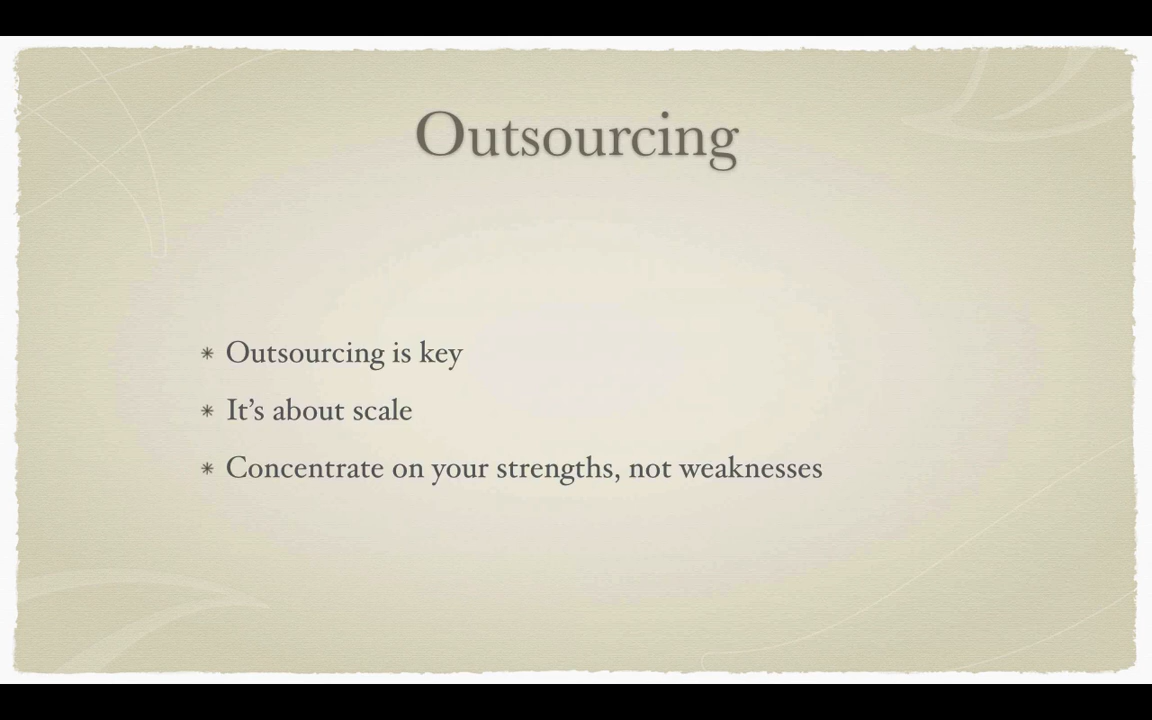 Outsourcing
Outsourcing is key
It’s about scale
Concentrate on your strengths, not weaknesses